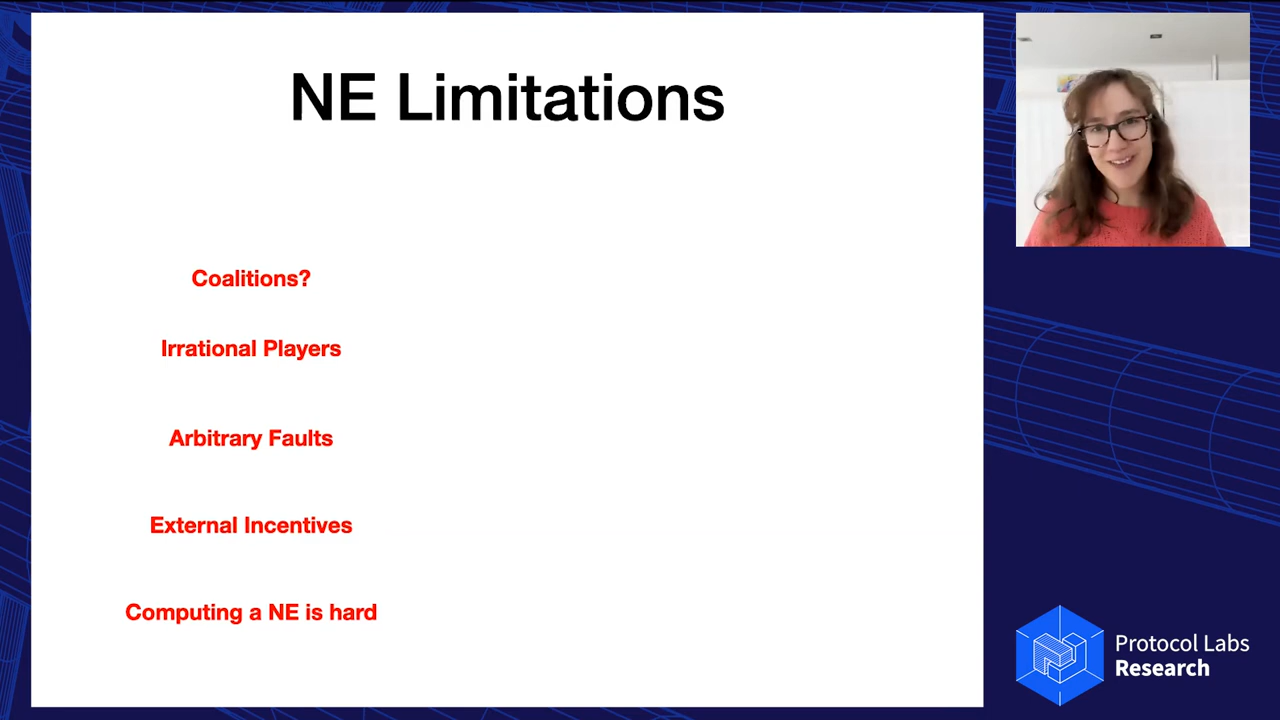 NE Limitations
Coalitions?
Irrational Players
Arbitrary Faults
External Incentives
Computing a NE is hard
Protocol Labs
Research